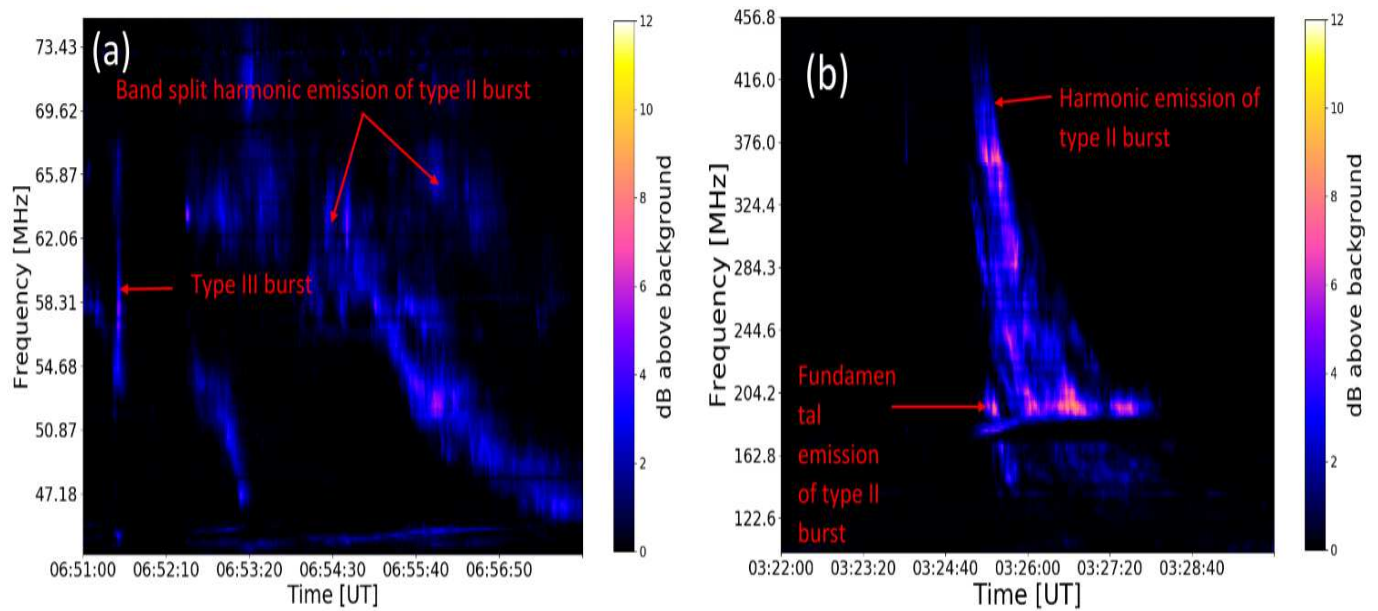 (a)
Band split harmonic emission of type II burst
Type III burst
Frequency [MHz]
73.43
69.62
65.87
62.06
58.31
54.68
50.87
47.18
06:51:00 06:52:10 06:53:20 06:54:30 06:55:40 06:56:50
Time [UT]
12
10
8
6
4
2
0
dB above background
(b)
Harmonic emission of
type II burst
Fundamen
tal
emission
of type II
burst
Frequency [MHz]
456.8
416.0
376.0
324.4
284.3
244.6
204.2
162.8
122.6
03:22:00 03:23:20 03:24:40 03:26:00 03:27:20 03:28:40
Time [UT]
12
10
8
6
4
2
0
dB above background